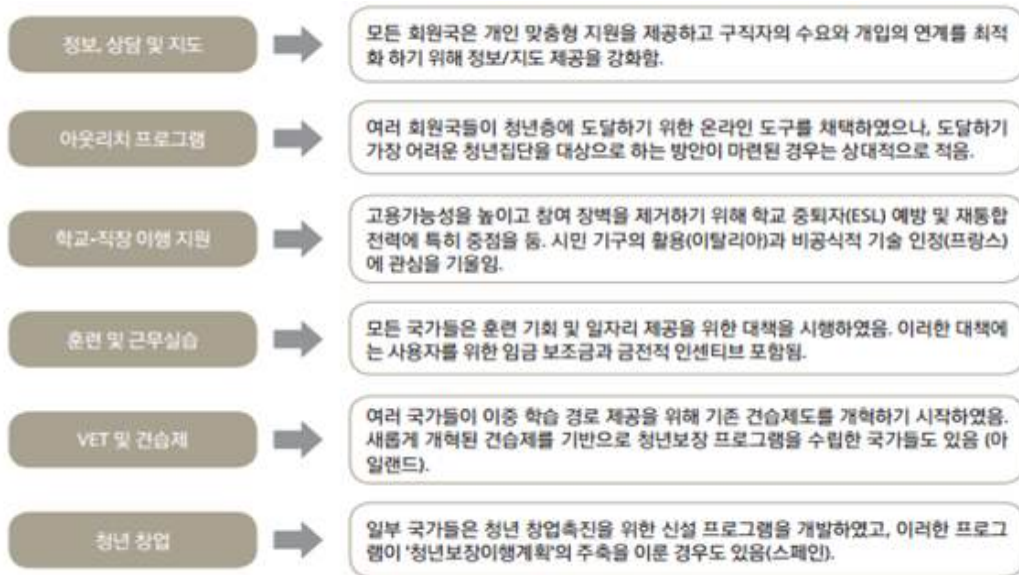 정보, 상담 및 지도
모든 회원국은 개인 맞춤형 지원을 제공하고 구직자의 수요와 개입의 연계를 최적
화 하기 위해 정보/지도 제공을 강화함.
아웃리치 프로그램
여러 회원국들이 청년층에 도달하기 위한 온라인 도구를 채택하였으나, 도달하기
가장 어려운 청년집단을 대상으로 하는 방안이 마련된 경우는 상대적으로 적음.
학교-직장 이행 지원
고용가능성을 높이고 참여 장벽을 제거하기 위해 학교 중퇴자(ESL) 예방 및 재통합
전력에 특히 중점을 둠. 시민 기구의 활용(이탈리아)과 비공식적 기술 인정(프랑스)
에 관심을 기울임.
훈련 및 근무실습
모든 국가들은 훈련 기회 및 일자리 제공을 위한 대책을 시행하였음. 이러한 대책에
는 사용자를 위한 임금 보조금과 금전적 인센티브 포함됨.
VET 및 견습제
여러 국가들이 이중 학습 경로 제공을 위해 기존 견습제도를 개혁하기 시작하였음.
새롭게 개혁된 견습제를 기반으로 청년보장 프로그램을 수립한 국가들도 있음 (아
일랜드).
청년 창업
일부 국가들은 청년 창업촉진을 위한 신설 프로그램을 개발하였고, 이러한 프로그
램이 '청년보장이행계획'의 주축을 이룬 경우도 있음(스페인).